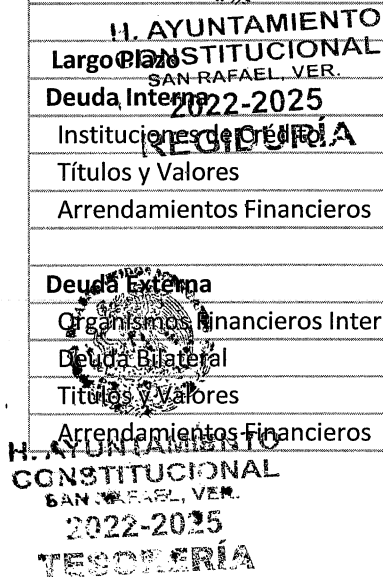 H. AYUNTAMIENTO
CONSTITUCIONAL
Largo Plazo
SAN RAFAEL, VER.
Deuda Interna
2022-2025
Instituciones de Crédito
REGIDURÍA
Títulos y Valores
Arrendamientos Financieros
Deuda Externa
Organismos Financieros Inter
Deuda Bilateral
Títulos y Valores
Arrendamientos Financieros
H. AYUNTAMIENTO
CONSTITUCIONAL
SAN RAFAEL, VER.
2022-2025
TESORERÍA